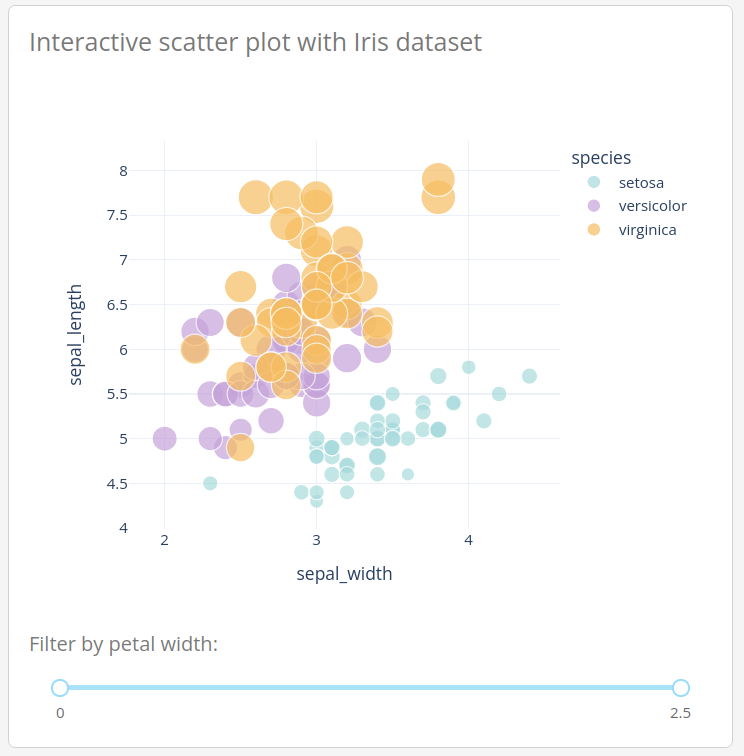 Interactive scatter plot with Iris dataset
species
setosa
versicolor
virginica
sepal_length
8
7.5
7
6.5
6
5.5
5
4.5
4
2 3 4
sepal_width
Filter by petal width:
0 2.5